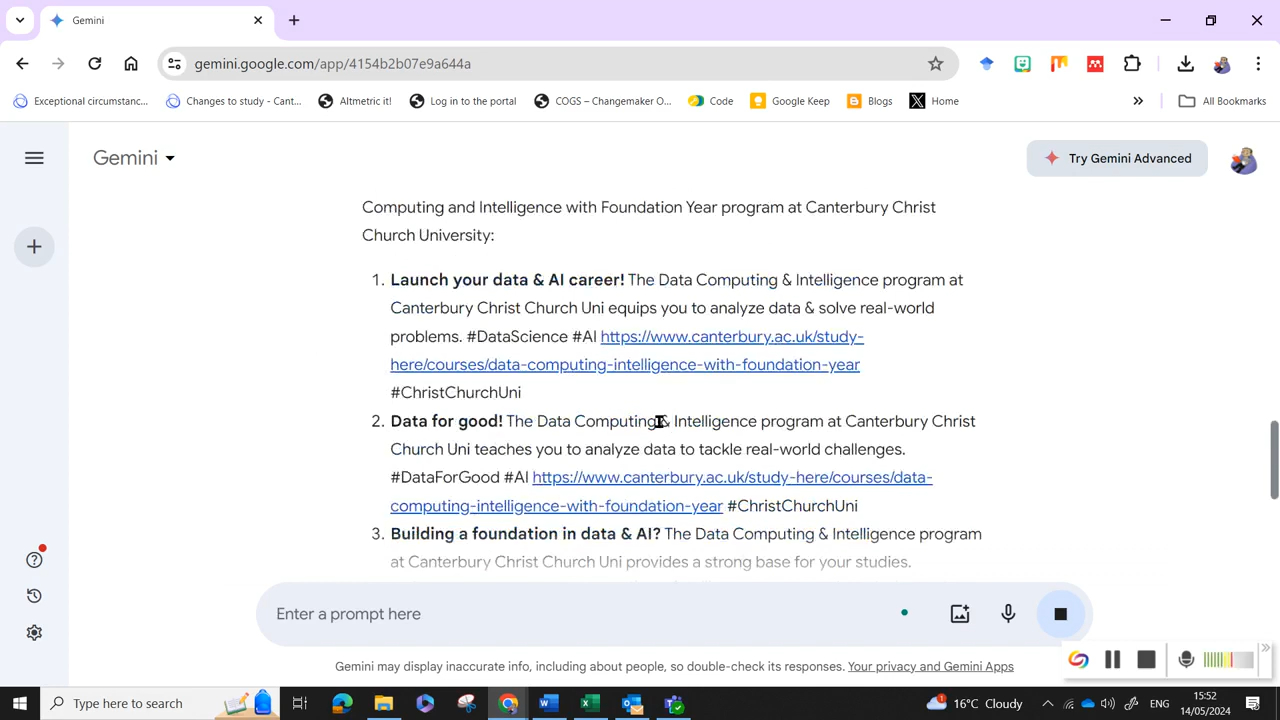 Gemini
gemini.google.com/app/4154b2b07e9a644a
Exceptional circumstanc...
Changes to study - Cant...
Altmetric it!
Log in to the portal
COGS – Changemaker O...
Code
Google Keep
Blogs
Home
All Bookmarks
Gemini
Try Gemini Advanced
Computing and Intelligence with Foundation Year program at Canterbury Christ
Church University:
1. Launch your data & AI career! The Data Computing & Intelligence program at
Canterbury Christ Church Uni equips you to analyze data & solve real-world
problems. #DataScience #AI https://www.canterbury.ac.uk/study-
here/courses/data-computing-intelligence-with-foundation-year
#ChristChurchUni
2. Data for good! The Data Computing & Intelligence program at Canterbury Christ
Church Uni teaches you to analyze data to tackle real-world challenges.
#DataForGood #AI https://www.canterbury.ac.uk/study-here/courses/data-
computing-intelligence-with-foundation-year #ChristChurchUni
3. Building a foundation in data & AI? The Data Computing & Intelligence program
at Canterbury Christ Church Uni provides a strong base for your studies.
Enter a prompt here
Gemini may display inaccurate info, including about people, so double-check its responses. Your privacy and Gemini Apps
Type here to search
16°C Cloudy
ENG
15:52
14/05/2024